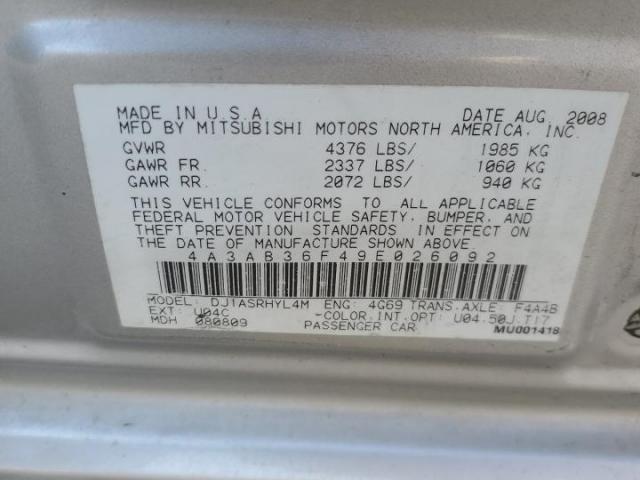 MADE IN U.S.A. DATE AUG. 2008
MFD BY MITSUBISHI MOTORS NORTH AMERICA, INC.
GVWR 4376 LBS/ 1985 KG
GAWR FR. 2337 LBS/ 1060 KG
GAWR RR. 2072 LBS/ 940 KG
THIS VEHICLE CONFORMS TO ALL APPLICABLE
FEDERAL MOTOR VEHICLE SAFETY, BUMPER, AND
THEFT PREVENTION STANDARDS IN EFFECT ON
THE DATE OF MANUFACTURE SHOWN ABOVE.
4A3AB36F49E026092
MODEL: DJ1ASRHYL4M ENG: 4G69 TRANS.AXLE F4A4B
EXT: U04C -COLOR.INT.OPT: U04.50J.T17
MDH 080809 PASSENGER CAR MU001418